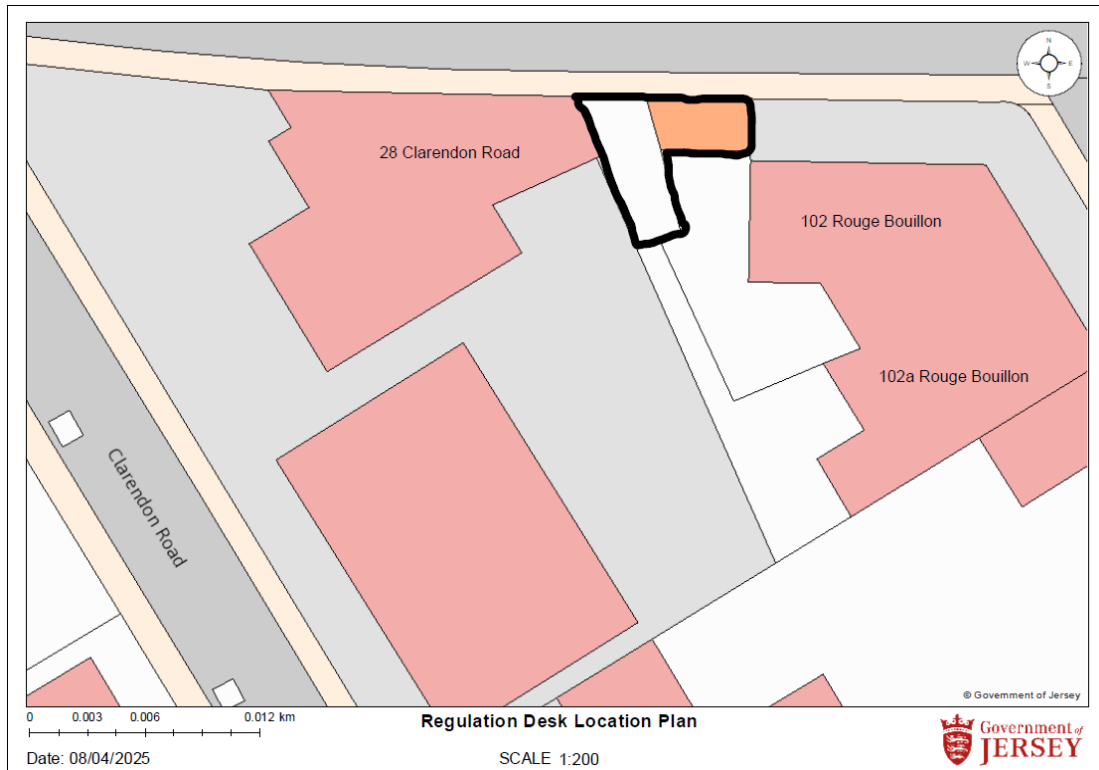 N
W E
S
28 Clarendon Road
102 Rouge Bouillon
102a Rouge Bouillon
Clarendon Road
© Government of Jersey
0 0.003 0.006 0.012 km
Regulation Desk Location Plan
Date: 08/04/2025
SCALE 1:200
Government of
JERSEY